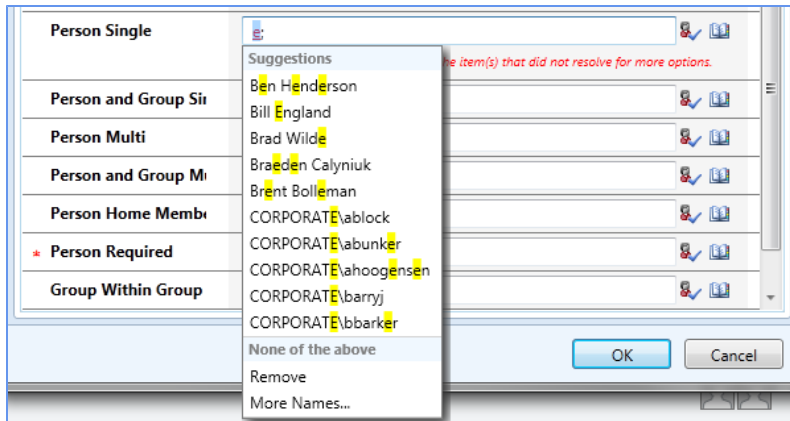 Person Single
e;
Suggestions
he item(s) that did not resolve for more options.
Ben Henderson
Person and Group Sin
Bill England
Person Multi
Brad Wilde
Braeden Calyniuk
Person and Group M
Brent Bolleman
Person Home Membe
CORPORATE\ablock
CORPORATE\abunker
* Person Required
CORPORATE\ahoogensen
Group Within Group
CORPORATE\barryj
CORPORATE\bbarker
None of the above
OK
Cancel
Remove
More Names...